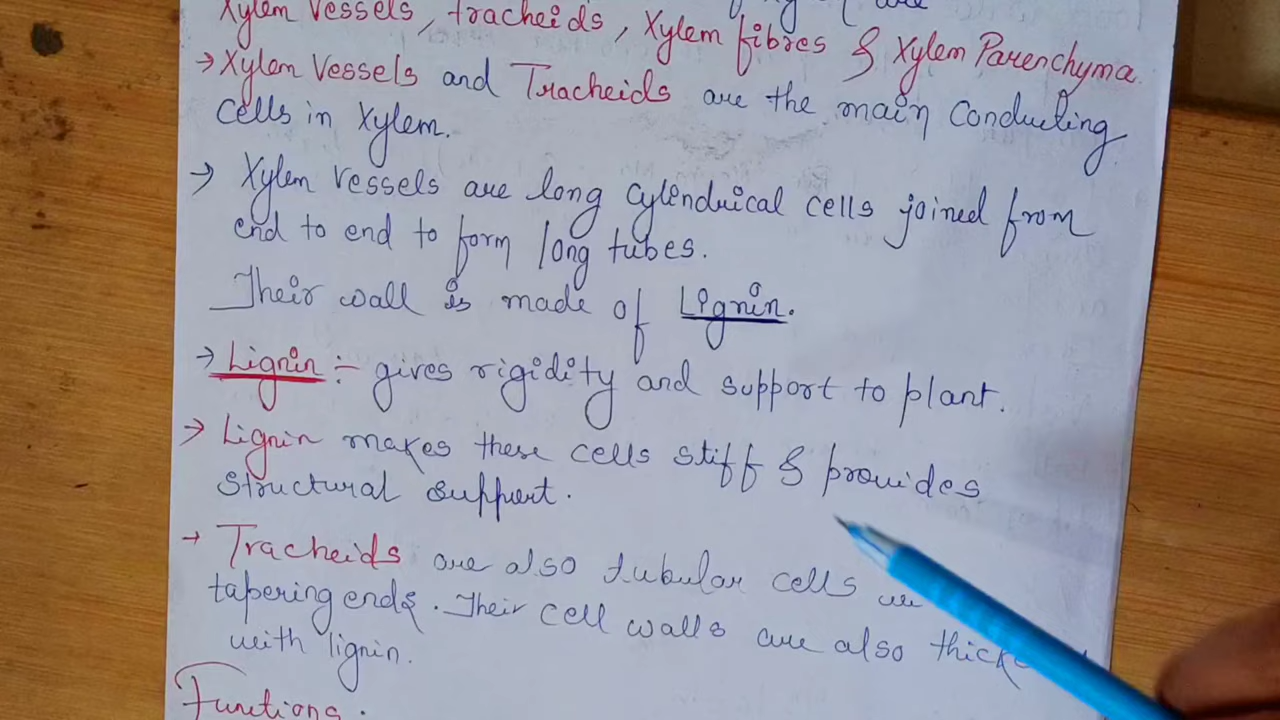 are
Xylem Vessels, tracheids, Xylem fibres & Xylem Parenchyma.
→ Xylem Vessels and Tracheids are the main conducting
cells in Xylem.
→ Xylem vessels are long cylendrical cells joined from
end to end to form long tubes.
Their wall is made of Lignin.
→ Lignin :- gives rigidity and support to plant.
→ Lignin makes these cells stiff & provides
structural support.
→ Tracheids are also tubular cells
tapering ends. Their cell walls are also
with lignin.
Functions: